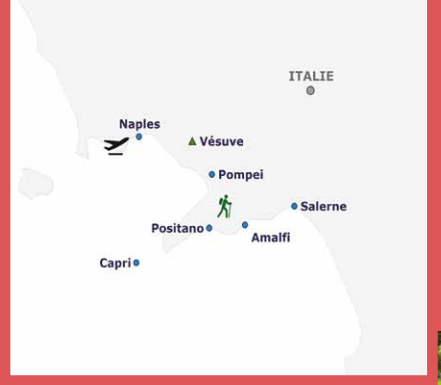 ITALIE
Naples
Vésuve
Pompei
Salerne
Positano
Amalfi
Capri